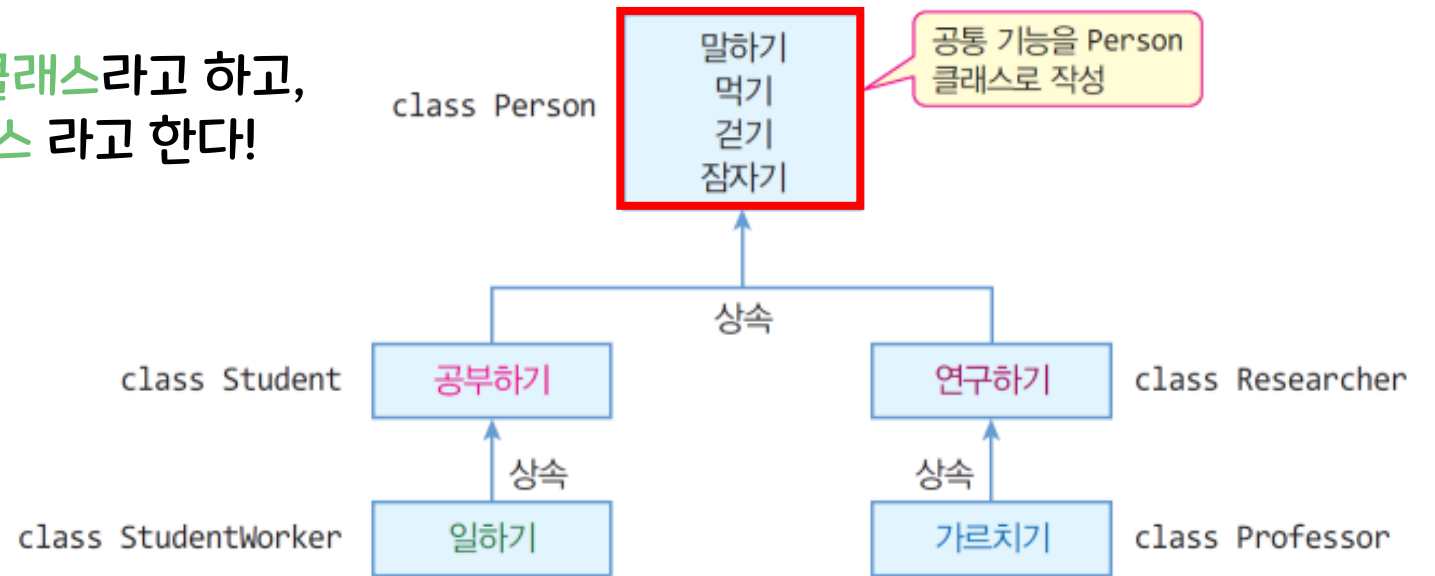 클래스라고 하고,
스 라고 한다!
class Person
말하기
먹기
걷기
잠자기
공통 기능을 Person
클래스로 작성
상속
class Student
공부하기
연구하기
class Researcher
상속
상속
class StudentWorker
일하기
가르치기
class Professor